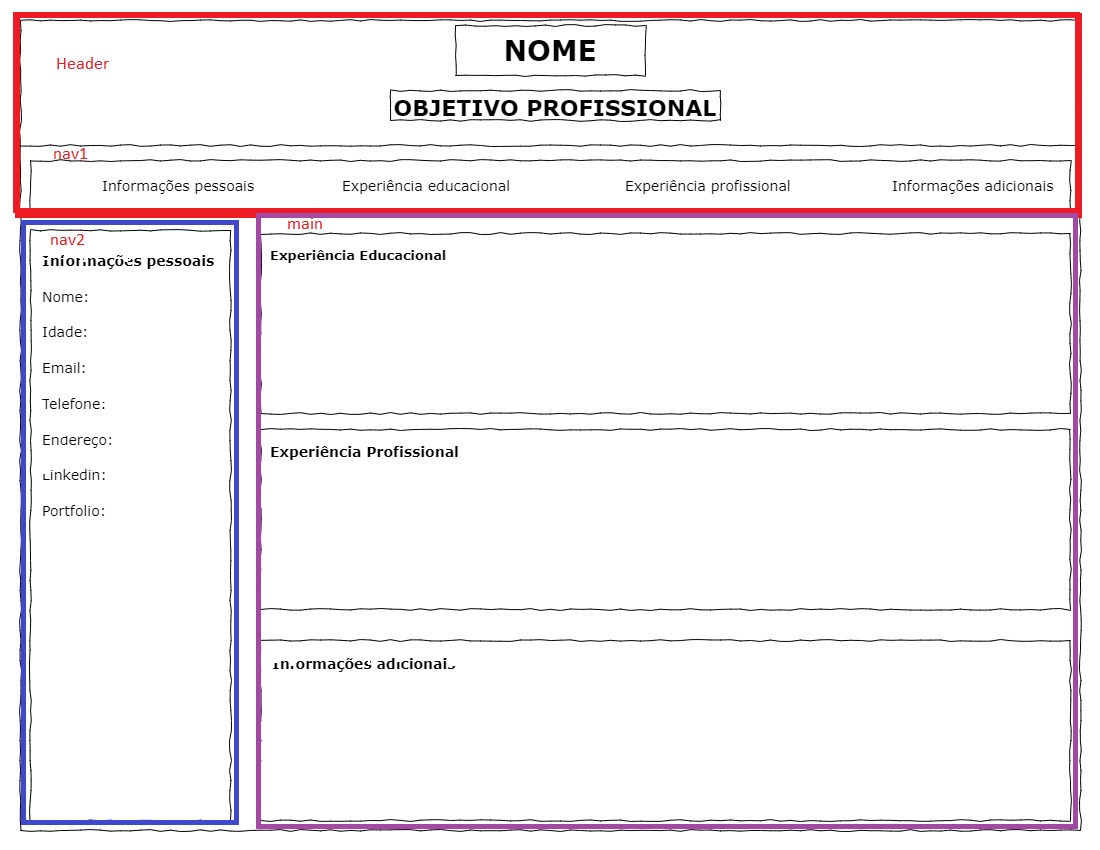 NOME
Header
OBJETIVO PROFISSIONAL
nav1
Informações pessoais Experiência educacional Experiência profissional Informações adicionais
main
nav2
Informações pessoais
Nome:
Idade:
Email:
Telefone:
Endereço:
Linkedin:
Portfolio:
Experiência Educacional
Experiência Profissional
Informações adicionais